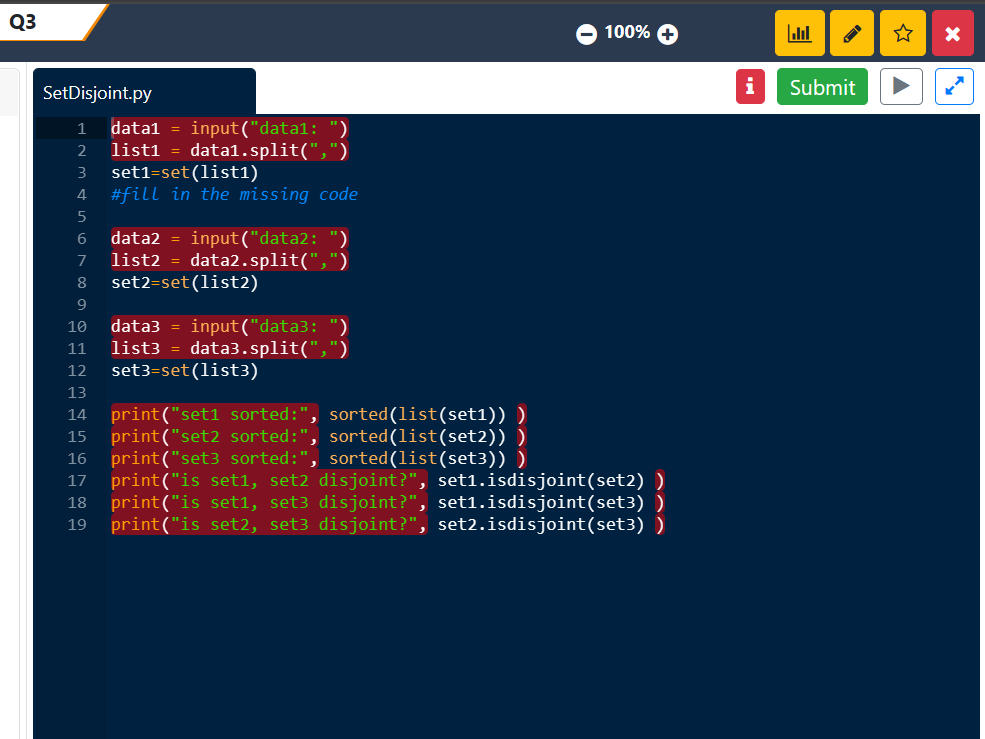 Q3
100%
SetDisjoint.py
Submit
1 data1 = input("data1: ")
2 list1 = data1.split(",")
3 set1=set(list1)
4 #fill in the missing code
5
6 data2 = input("data2: ")
7 list2 = data2.split(",")
8 set2=set(list2)
9
10 data3 = input("data3: ")
11 list3 = data3.split(",")
12 set3=set(list3)
13
14 print("set1 sorted:", sorted(list(set1)) )
15 print("set2 sorted:", sorted(list(set2)) )
16 print("set3 sorted:", sorted(list(set3)) )
17 print("is set1, set2 disjoint?", set1.isdisjoint(set2) )
18 print("is set1, set3 disjoint?", set1.isdisjoint(set3) )
19 print("is set2, set3 disjoint?", set2.isdisjoint(set3) )